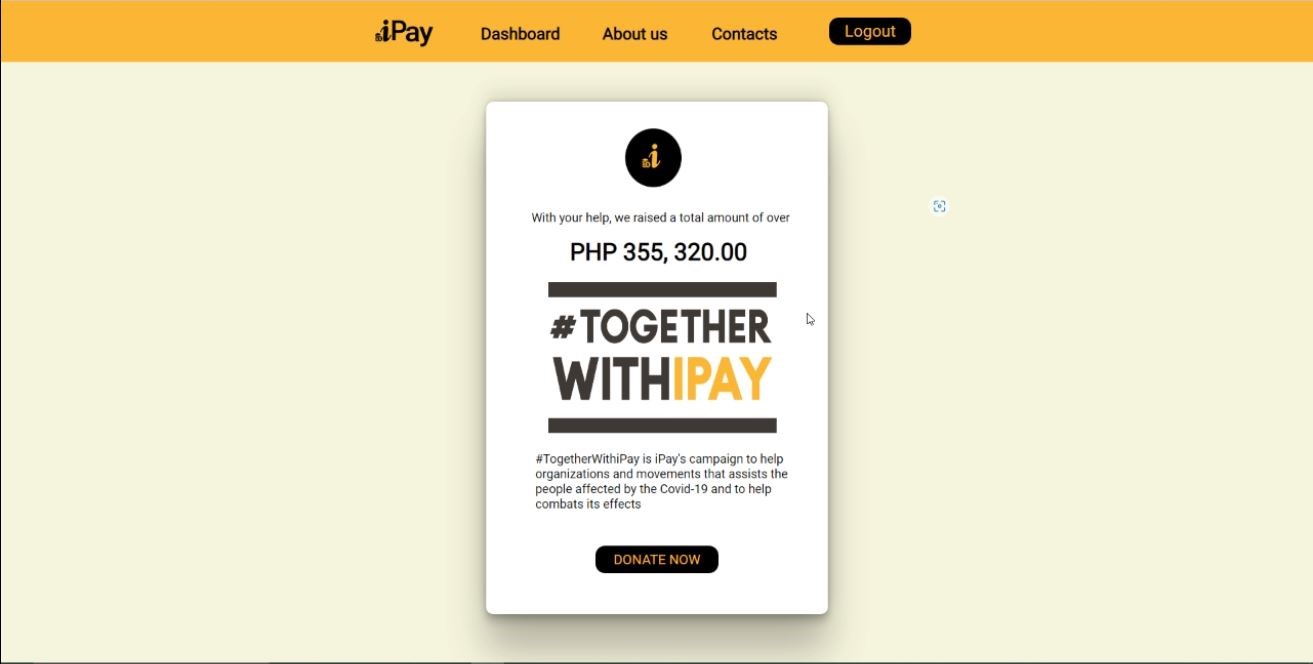 iPay
Dashboard
About us
Contacts
Logout
i
With your help, we raised a total amount of over
PHP 355, 320.00
#TOGETHER
WITHIPAY
#TogetherWithiPay is iPay's campaign to help
organizations and movements that assists the
people affected by the Covid-19 and to help
combats its effects
DONATE NOW